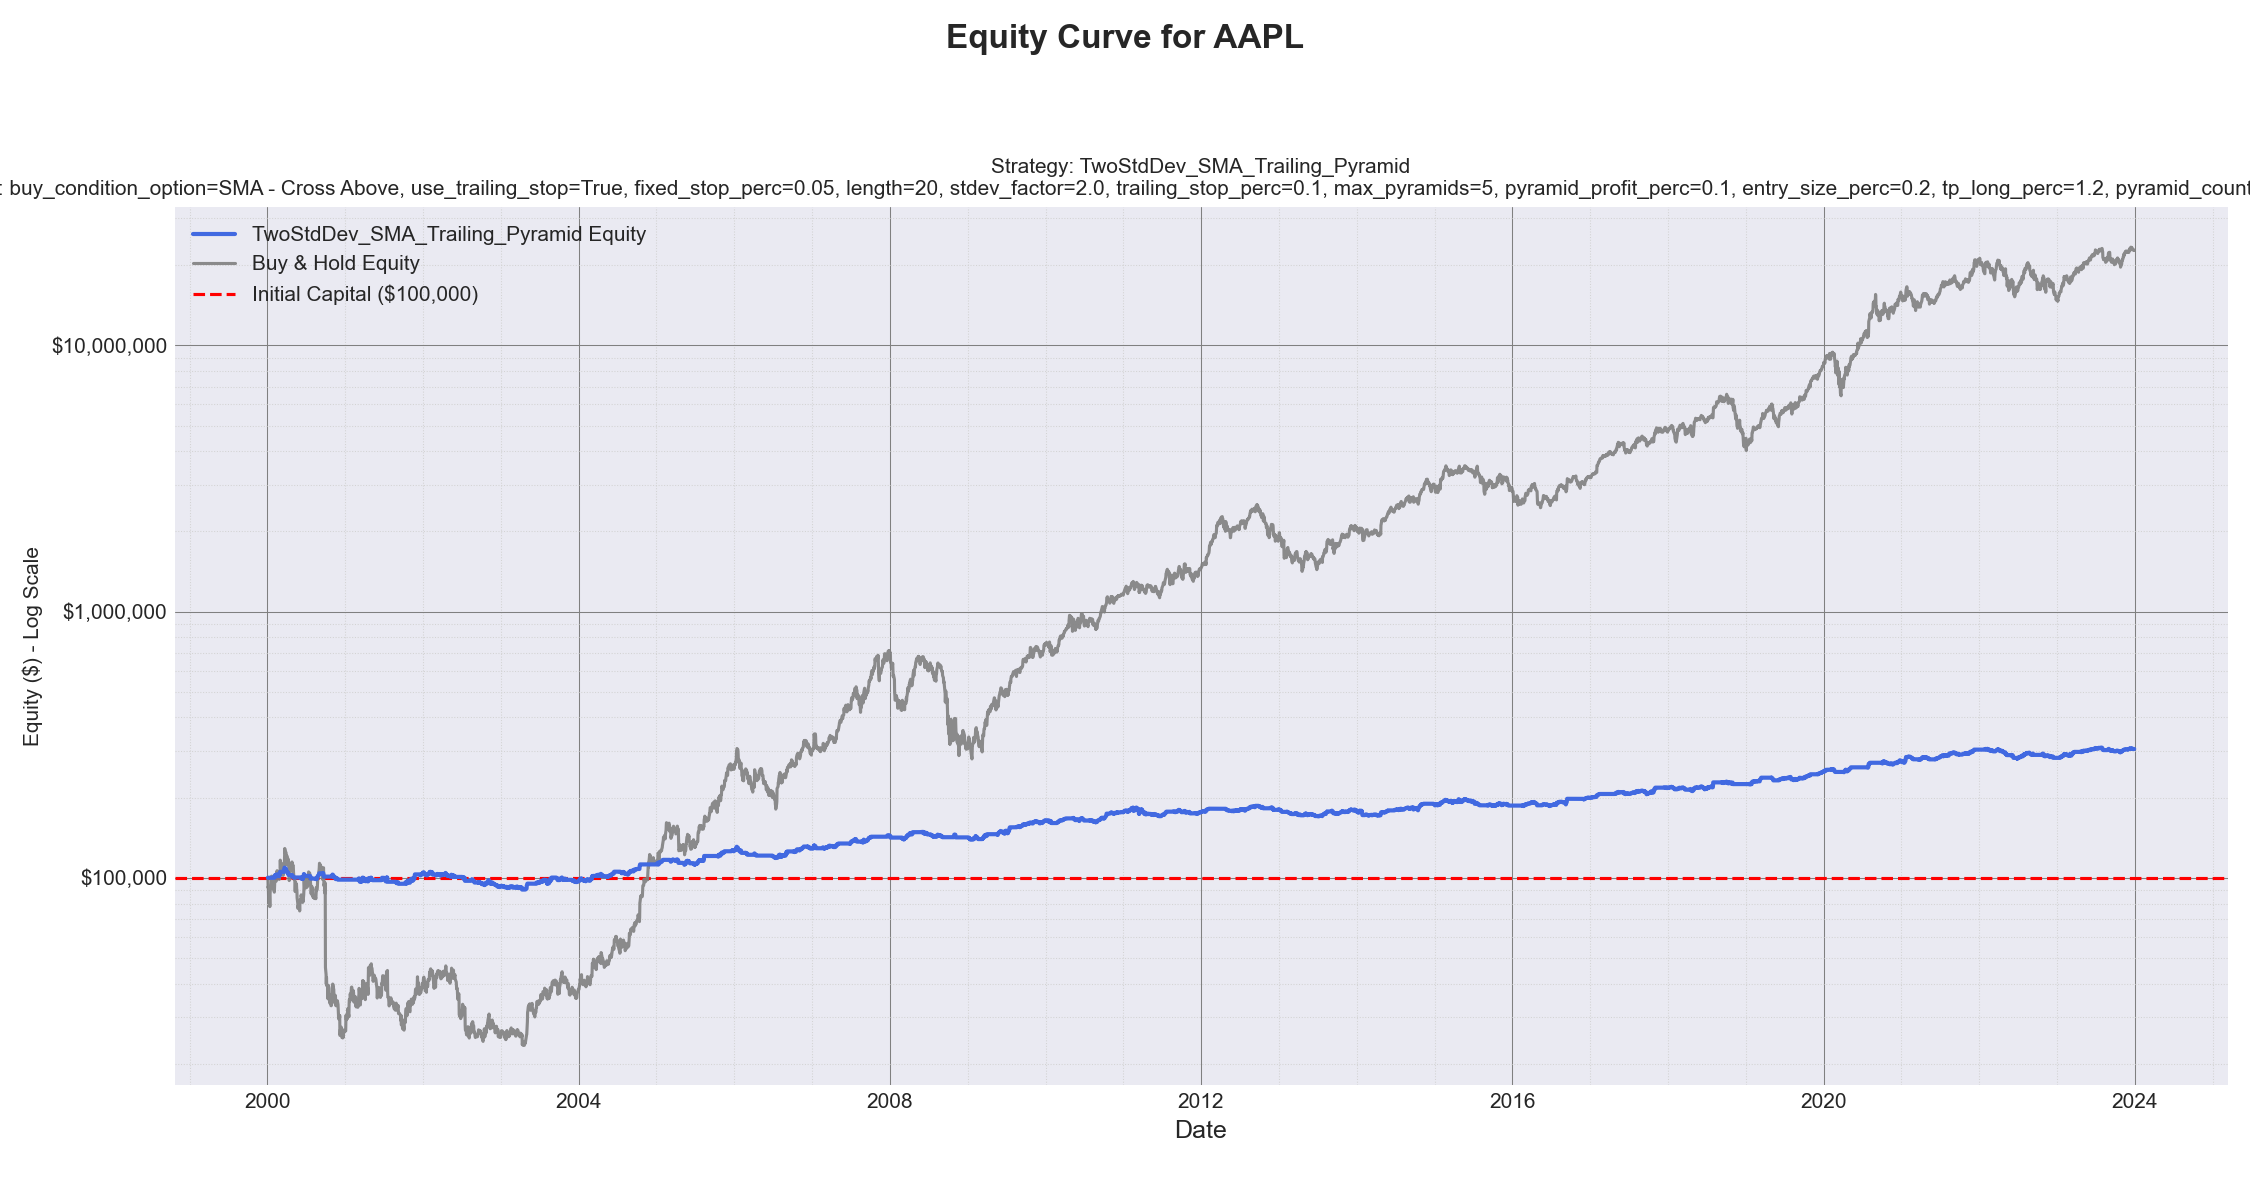 Equity Curve for AAPL
Strategy: TwoStdDev_SMA_Trailing_Pyramid
: buy_condition_option=SMA - Cross Above, use_trailing_stop=True, fixed_stop_perc=0.05, length=20, stdev_factor=2.0, trailing_stop_perc=0.1, max_pyramids=5, pyramid_profit_perc=0.1, entry_size_perc=0.2, tp_long_perc=1.2, pyramid_count
TwoStdDev_SMA_Trailing_Pyramid Equity
Buy & Hold Equity
Initial Capital ($100,000)
$10,000,000
$1,000,000
$100,000
Equity ($) - Log Scale
2000 2004 2008 2012 2016 2020 2024
Date